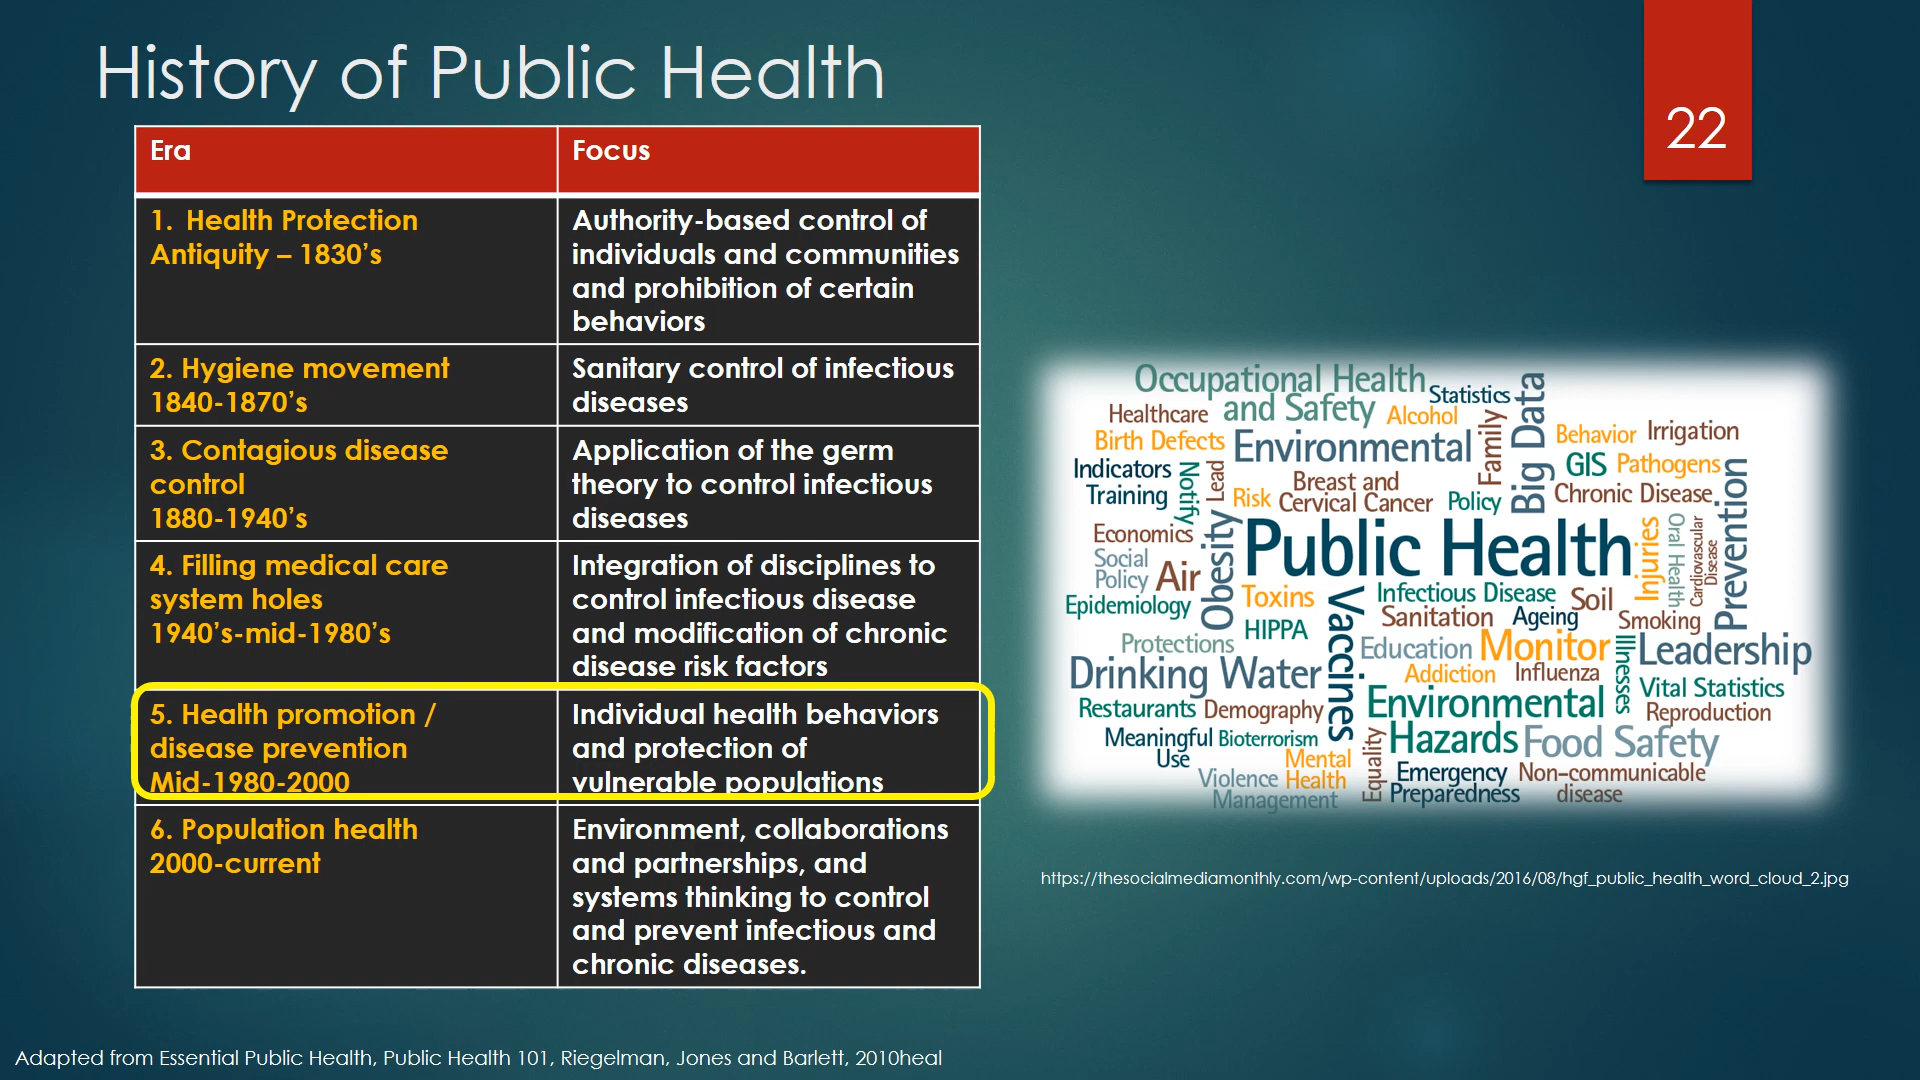 History of Public Health
22
Era
Focus
1. Health Protection
Antiquity – 1830’s
Authority-based control of
individuals and communities
and prohibition of certain
behaviors
2. Hygiene movement
1840-1870’s
Sanitary control of infectious
diseases
3. Contagious disease
control
1880-1940’s
Application of the germ
theory to control infectious
diseases
4. Filling medical care
system holes
1940’s-mid-1980’s
Integration of disciplines to
control infectious disease
and modification of chronic
disease risk factors
5. Health promotion /
disease prevention
Mid-1980-2000
Individual health behaviors
and protection of
vulnerable populations
6. Population health
2000-current
Environment, collaborations
and partnerships, and
systems thinking to control
and prevent infectious and
chronic diseases.
Occupational Health
and Safety
Statistics
Healthcare
Alcohol
Family
Big Data
Birth Defects
Environmental
Behavior
Irrigation
Indicators
Notify
Lead
GIS
Pathogens
Training
Risk
Breast and
Cervical Cancer
Policy
Chronic Disease
Prevention
Economics
Obesity
Public Health
Injuries
Oral Health
Cardiovascular
Disease
Social
Policy
Air
Epidemiology
Toxins
Vaccines
Infectious Disease
Soil
HIPPA
Sanitation
Ageing
Smoking
Protections
Education
Monitor
Illnesses
Leadership
Drinking Water
Addiction
Influenza
Vital Statistics
Restaurants
Demography
Environmental
Hazards
Reproduction
Meaningful
Use
Bioterrorism
Equality
Food Safety
Mental
Health
Violence
Management
Emergency
Preparedness
Non-communicable
disease
https://thesocialmediamonthly.com/wp-content/uploads/2016/08/hgf_public_health_word_cloud_2.jpg
Adapted from Essential Public Health, Public Health 101, Riegelman, Jones and Barlett, 2010heal